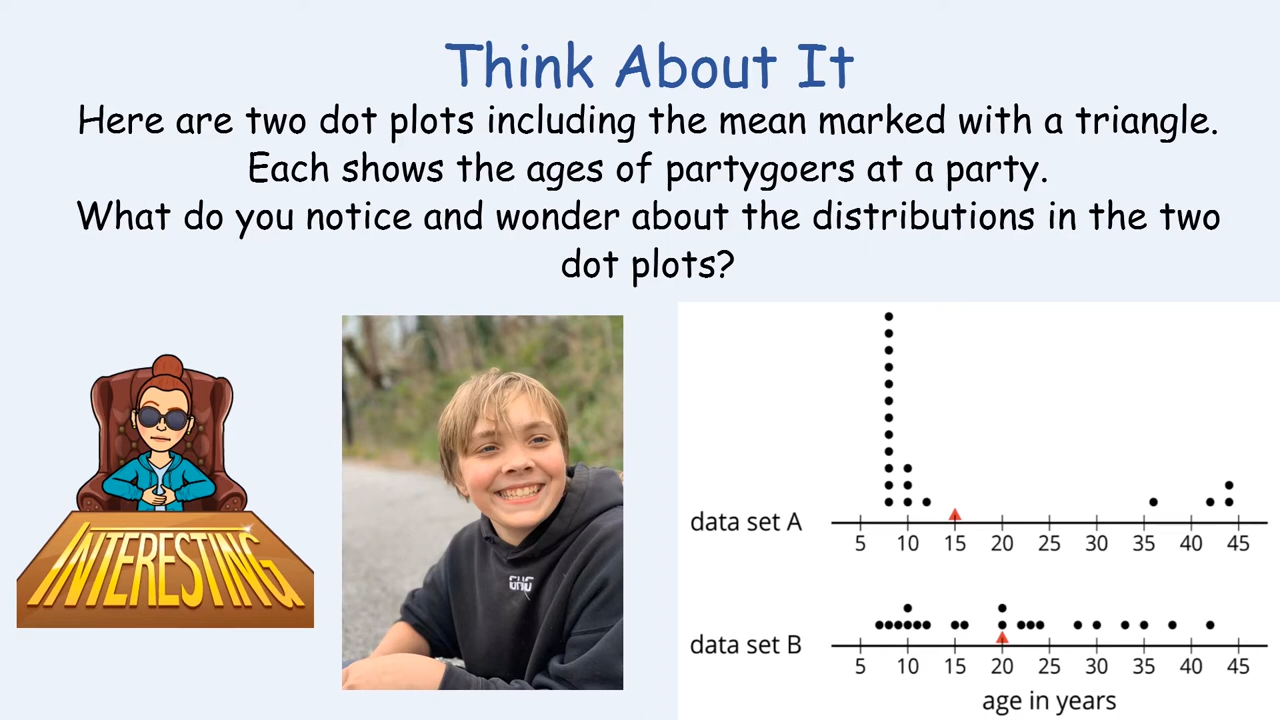 Think About It
Here are two dot plots including the mean marked with a triangle.
Each shows the ages of partygoers at a party.
What do you notice and wonder about the distributions in the two
dot plots?
INTERESTING
GHG
data set A
5 10 15 20 25 30 35 40 45
data set B
5 10 15 20 25 30 35 40 45
age in years